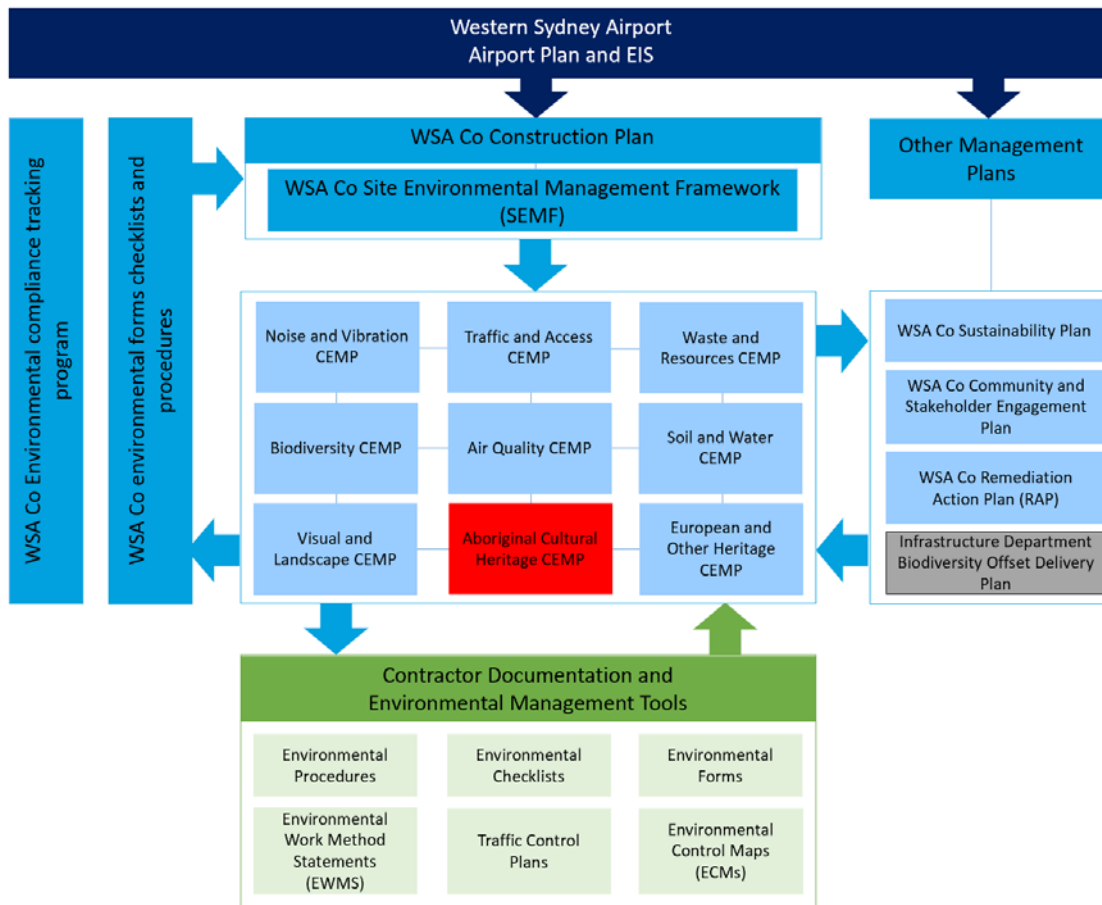 Western Sydney Airport
Airport Plan and EIS
WSA Co Environmental compliance tracking
program
WSA Co environmental forms checklists and
procedures
WSA Co Construction Plan
WSA Co Site Environmental Management Framework
(SEMF)
Other Management
Plans
Noise and Vibration
CEMP
Traffic and Access
CEMP
Waste and
Resources CEMP
Biodiversity CEMP
Air Quality CEMP
Soil and Water
CEMP
Visual and
Landscape CEMP
Aboriginal Cultural
Heritage CEMP
European and
Other Heritage
CEMP
WSA Co Sustainability Plan
WSA Co Community and
Stakeholder Engagement
Plan
WSA Co Remediation
Action Plan (RAP)
Infrastructure Department
Biodiversity Offset Delivery
Plan
Contractor Documentation and
Environmental Management Tools
Environmental
Procedures
Environmental
Checklists
Environmental
Forms
Environmental
Work Method
Statements
(EWMS)
Traffic Control
Plans
Environmental
Control Maps
(ECMs)